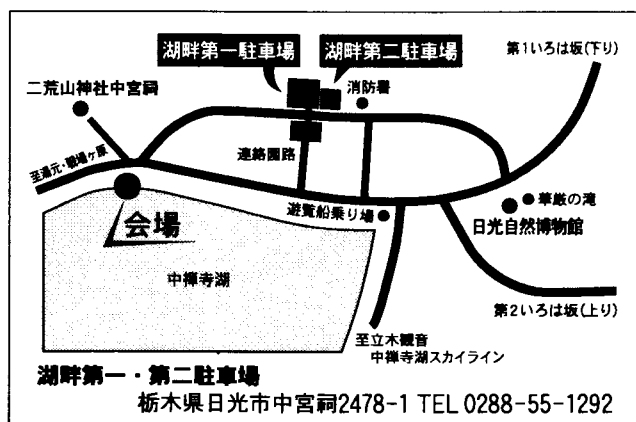 湖畔第一駐車場
湖畔第二駐車場
第1いろは坂(下り)
二荒山神社中宮祠
消防署
至湯元・戦場ヶ原
連絡園路
華厳の滝
遊覧船乗り場
日光自然博物館
会場
中禅寺湖
第2いろは坂(上り)
至立木観音
中禅寺湖スカイライン
湖畔第一・第二駐車場
栃木県日光市中宮祠2478-1 TEL 0288-55-1292